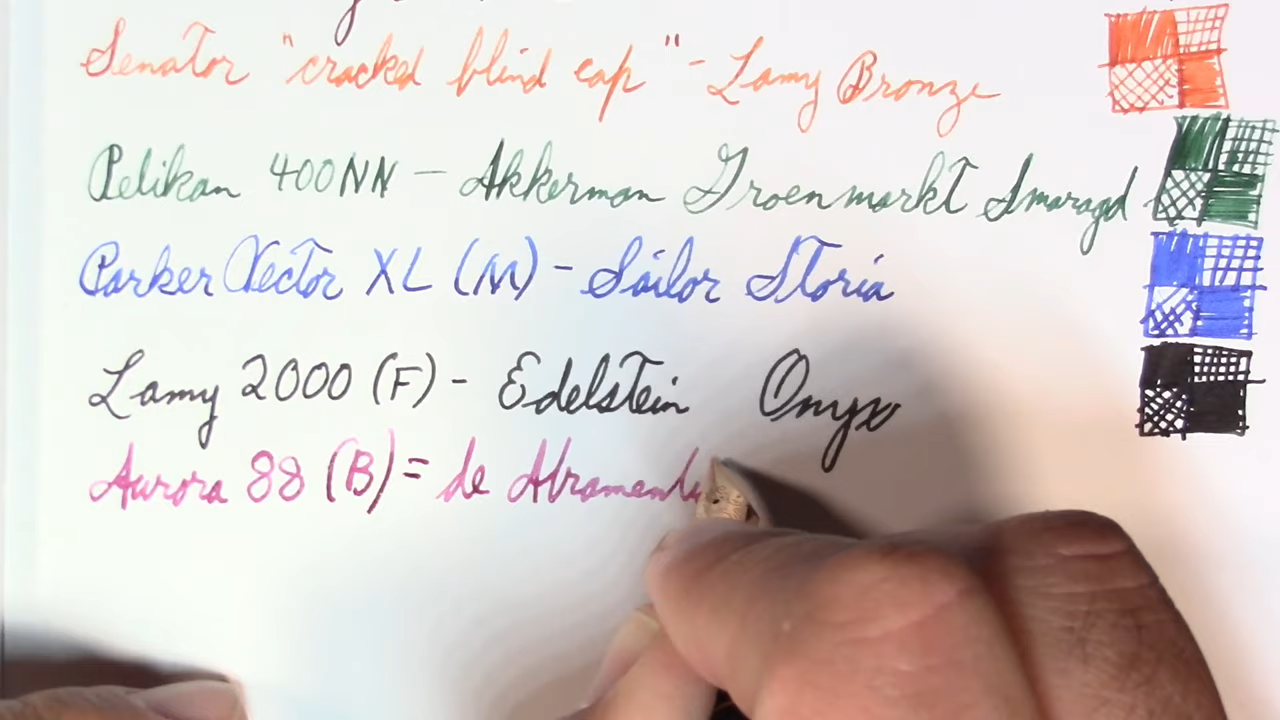 Senator "cracked blind cap" - Lamy Bronze
Pelikan 400NN - Akkerman Groenmarkt Smaragd
Parker Vector XL (M) - Sailor Storia
Lamy 2000 (F) - Edelstein Onyx
Aurora 88 (B) = de Atramentu